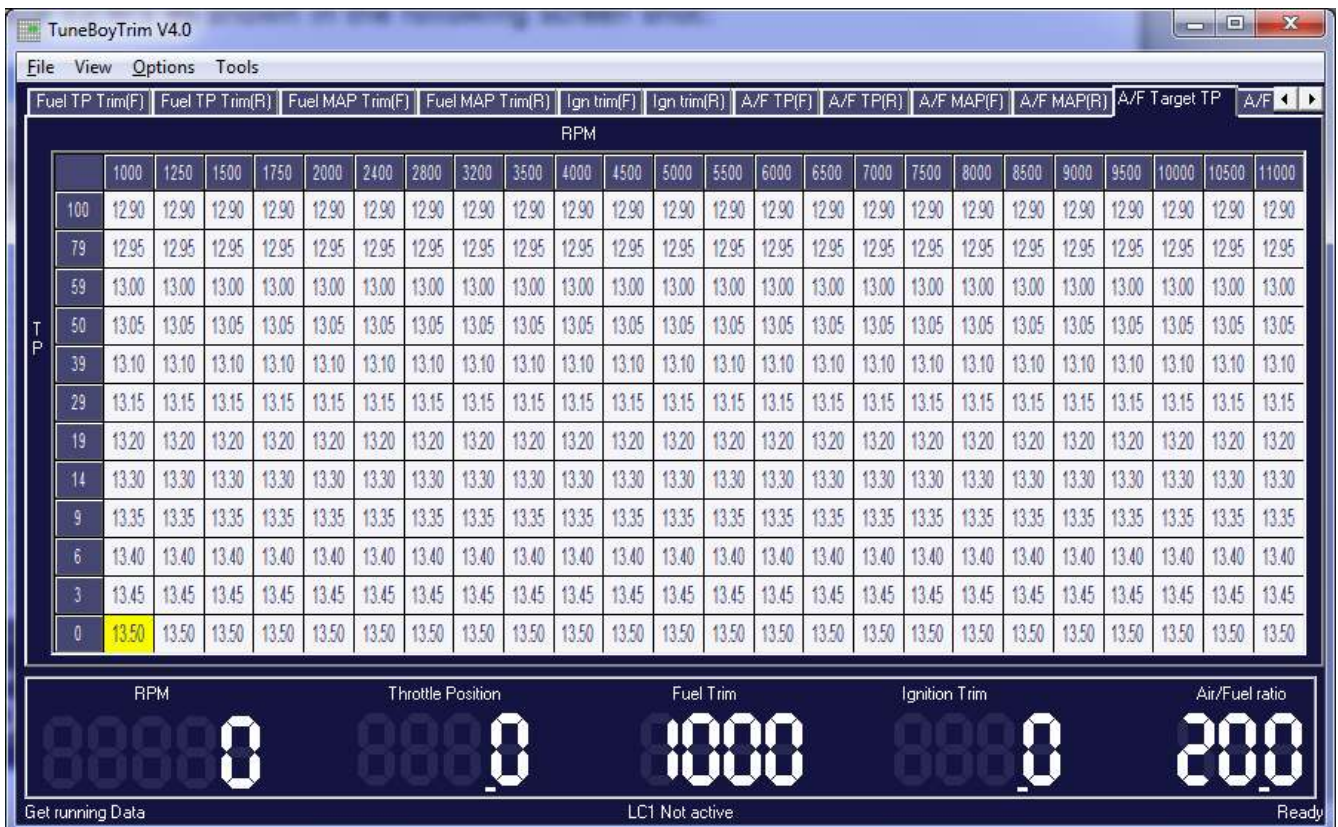 TuneBoyTrim V4.0
File View Options Tools
Fuel TP Trim(F) Fuel TP Trim(R) Fuel MAP Trim(F) Fuel MAP Trim(R) Ign trim(F) Ign trim(R) A/F TP(F) A/F TP(R) A/F MAP(F) A/F MAP(R) A/F Target TP A/F
RPM
1000 1250 1500 1750 2000 2400 2800 3200 3500 4000 4500 5000 5500 6000 6500 7000 7500 8000 8500 9000 9500 10000 10500 11000
100 12.90 12.90 12.90 12.90 12.90 12.90 12.90 12.90 12.90 12.90 12.90 12.90 12.90 12.90 12.90 12.90 12.90 12.90 12.90 12.90 12.90 12.90 12.90 12.90
79 12.95 12.95 12.95 12.95 12.95 12.95 12.95 12.95 12.95 12.95 12.95 12.95 12.95 12.95 12.95 12.95 12.95 12.95 12.95 12.95 12.95 12.95 12.95 12.95
59 13.00 13.00 13.00 13.00 13.00 13.00 13.00 13.00 13.00 13.00 13.00 13.00 13.00 13.00 13.00 13.00 13.00 13.00 13.00 13.00 13.00 13.00 13.00 13.00
TP 50 13.05 13.05 13.05 13.05 13.05 13.05 13.05 13.05 13.05 13.05 13.05 13.05 13.05 13.05 13.05 13.05 13.05 13.05 13.05 13.05 13.05 13.05 13.05 13.05
39 13.10 13.10 13.10 13.10 13.10 13.10 13.10 13.10 13.10 13.10 13.10 13.10 13.10 13.10 13.10 13.10 13.10 13.10 13.10 13.10 13.10 13.10 13.10 13.10
29 13.15 13.15 13.15 13.15 13.15 13.15 13.15 13.15 13.15 13.15 13.15 13.15 13.15 13.15 13.15 13.15 13.15 13.15 13.15 13.15 13.15 13.15 13.15 13.15
19 13.20 13.20 13.20 13.20 13.20 13.20 13.20 13.20 13.20 13.20 13.20 13.20 13.20 13.20 13.20 13.20 13.20 13.20 13.20 13.20 13.20 13.20 13.20 13.20
14 13.30 13.30 13.30 13.30 13.30 13.30 13.30 13.30 13.30 13.30 13.30 13.30 13.30 13.30 13.30 13.30 13.30 13.30 13.30 13.30 13.30 13.30 13.30 13.30
9 13.35 13.35 13.35 13.35 13.35 13.35 13.35 13.35 13.35 13.35 13.35 13.35 13.35 13.35 13.35 13.35 13.35 13.35 13.35 13.35 13.35 13.35 13.35 13.35
6 13.40 13.40 13.40 13.40 13.40 13.40 13.40 13.40 13.40 13.40 13.40 13.40 13.40 13.40 13.40 13.40 13.40 13.40 13.40 13.40 13.40 13.40 13.40 13.40
3 13.45 13.45 13.45 13.45 13.45 13.45 13.45 13.45 13.45 13.45 13.45 13.45 13.45 13.45 13.45 13.45 13.45 13.45 13.45 13.45 13.45 13.45 13.45 13.45
0 13.50 13.50 13.50 13.50 13.50 13.50 13.50 13.50 13.50 13.50 13.50 13.50 13.50 13.50 13.50 13.50 13.50 13.50 13.50 13.50 13.50 13.50 13.50 13.50
RPM Throttle Position Fuel Trim Ignition Trim Air/Fuel ratio
0 .0 1000 .0 20.0
Get running Data LC1 Not active Ready